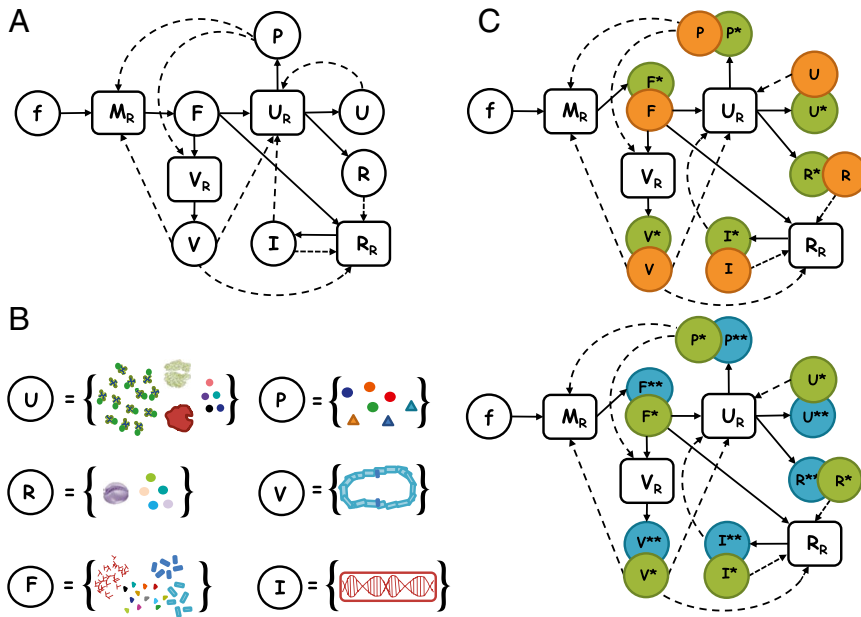 A
P
f
M_R
F
U_R
U
V_R
R
V
I
R_R
B
U = { }
P = { }
R = { }
V = { }
F = { }
I = { }
C
P P*
F*
U
f
M_R
F
U_R
U*
V_R
R* R
V*
I*
R_R
V
I
P* P**
F**
U*
f
M_R
F*
U_R
U**
V_R
R** R*
V**
I**
R_R
V*
I*